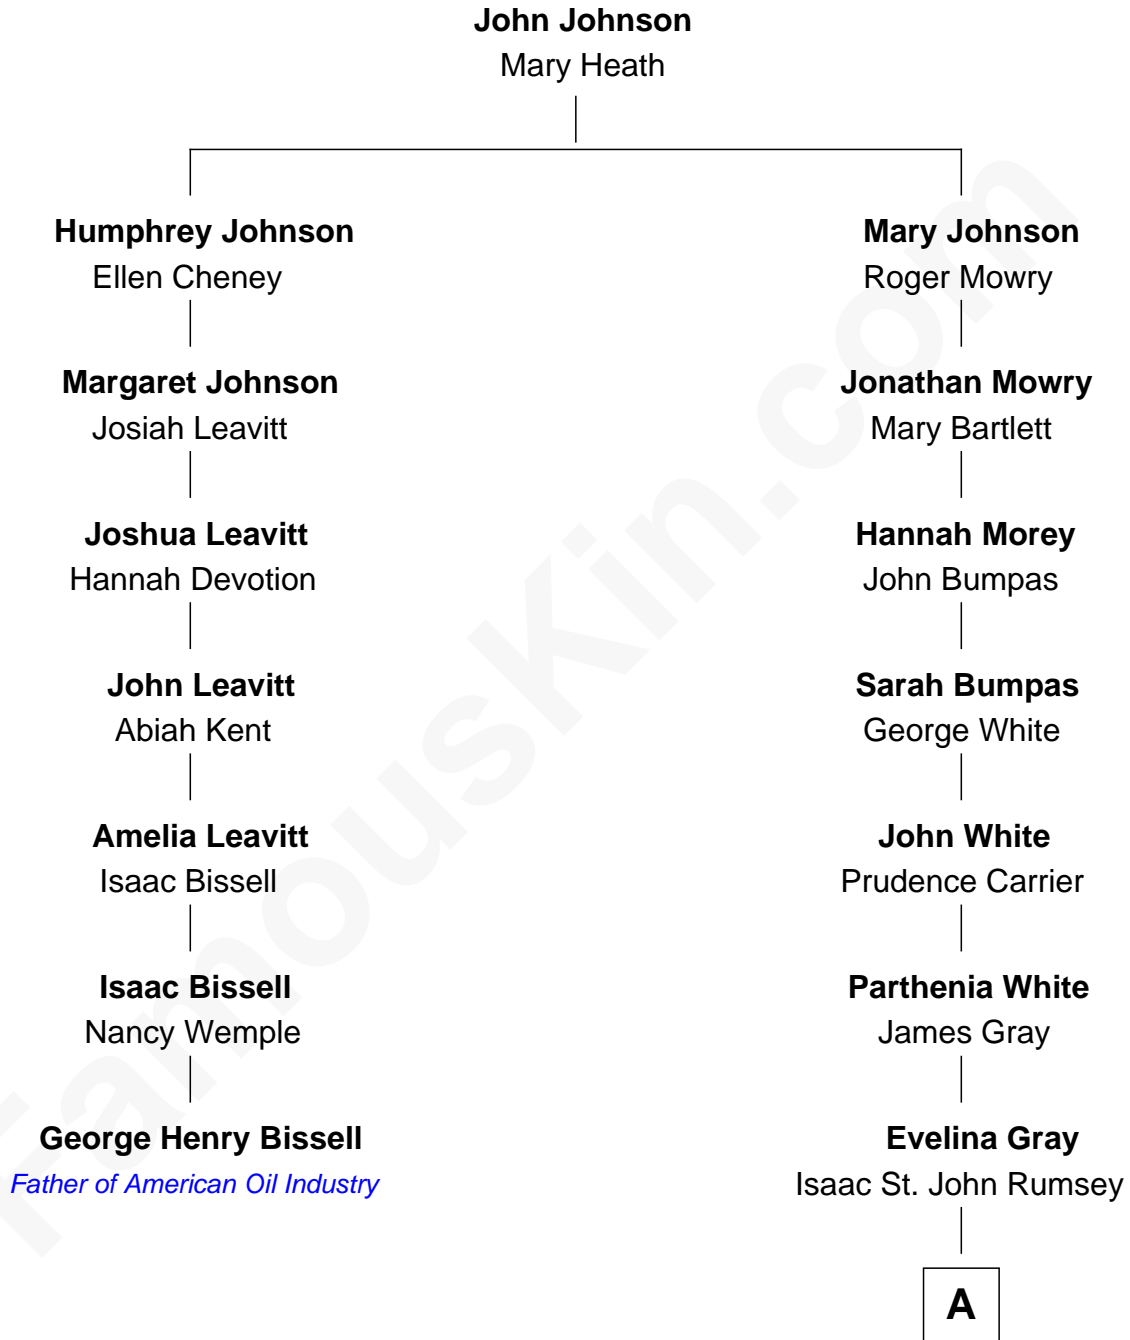 John Johnson
Mary Heath
Humphrey Johnson
Ellen Cheney
Mary Johnson
Roger Mowry
Margaret Johnson
Josiah Leavitt
Jonathan Mowry
Mary Bartlett
Joshua Leavitt
Hannah Devotion
Hannah Morey
John Bumpas
John Leavitt
Abiah Kent
Sarah Bumpas
George White
Amelia Leavitt
Isaac Bissell
John White
Prudence Carrier
Isaac Bissell
Nancy Wemple
Parthenia White
James Gray
George Henry Bissell
Father of American Oil Industry
Evelina Gray
Isaac St. John Rumsey
A
FamousKin.com